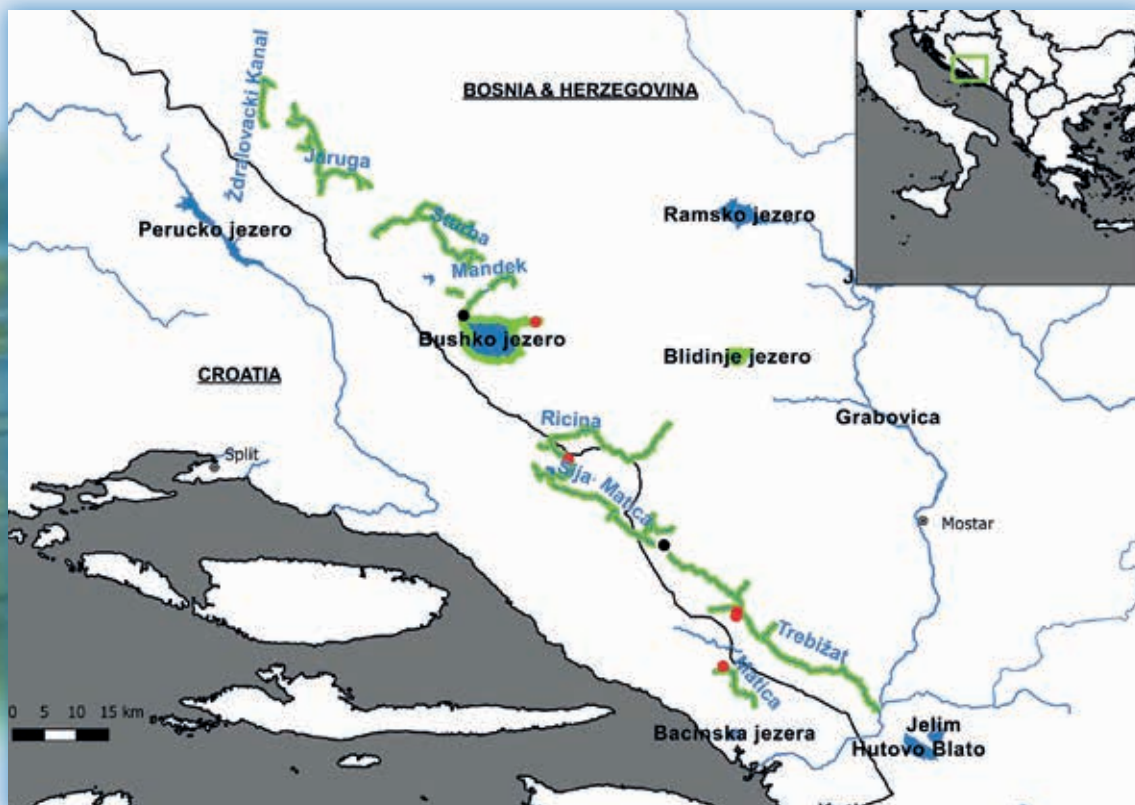 BOSNIA & HERZEGOVINA
Ždralovacki Kanal
Jaruga
Perucko jezero
Sturba
Ramsko jezero
Mandek
Bushko jezero
Blidinje jezero
CROATIA
Ricina
Grabovica
Split
Sija
Matica
Mostar
Trebižat
Matica
0 5 10 15 km
Bacinska jezera
Jelim
Hutovo Blato